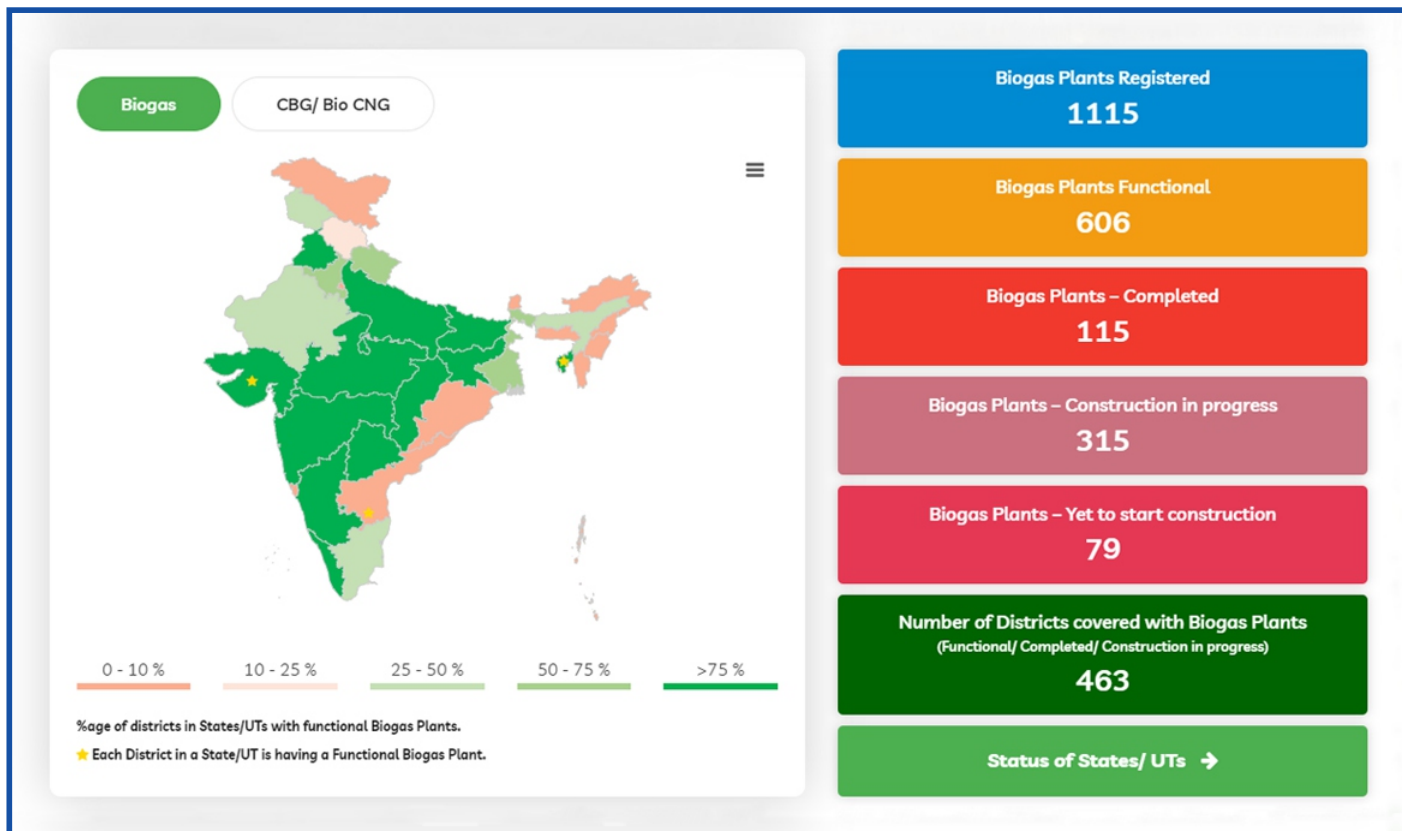 Biogas
CBG/ Bio CNG
0 - 10 %
10 - 25 %
25 - 50 %
50 - 75 %
>75 %
%age of districts in States/UTs with functional Biogas Plants.
Each District in a State/UT is having a Functional Biogas Plant.
Biogas Plants Registered
1115
Biogas Plants Functional
606
Biogas Plants – Completed
115
Biogas Plants – Construction in progress
315
Biogas Plants – Yet to start construction
79
Number of Districts covered with Biogas Plants
(Functional/ Completed/ Construction in progress)
463
Status of States/ UTs